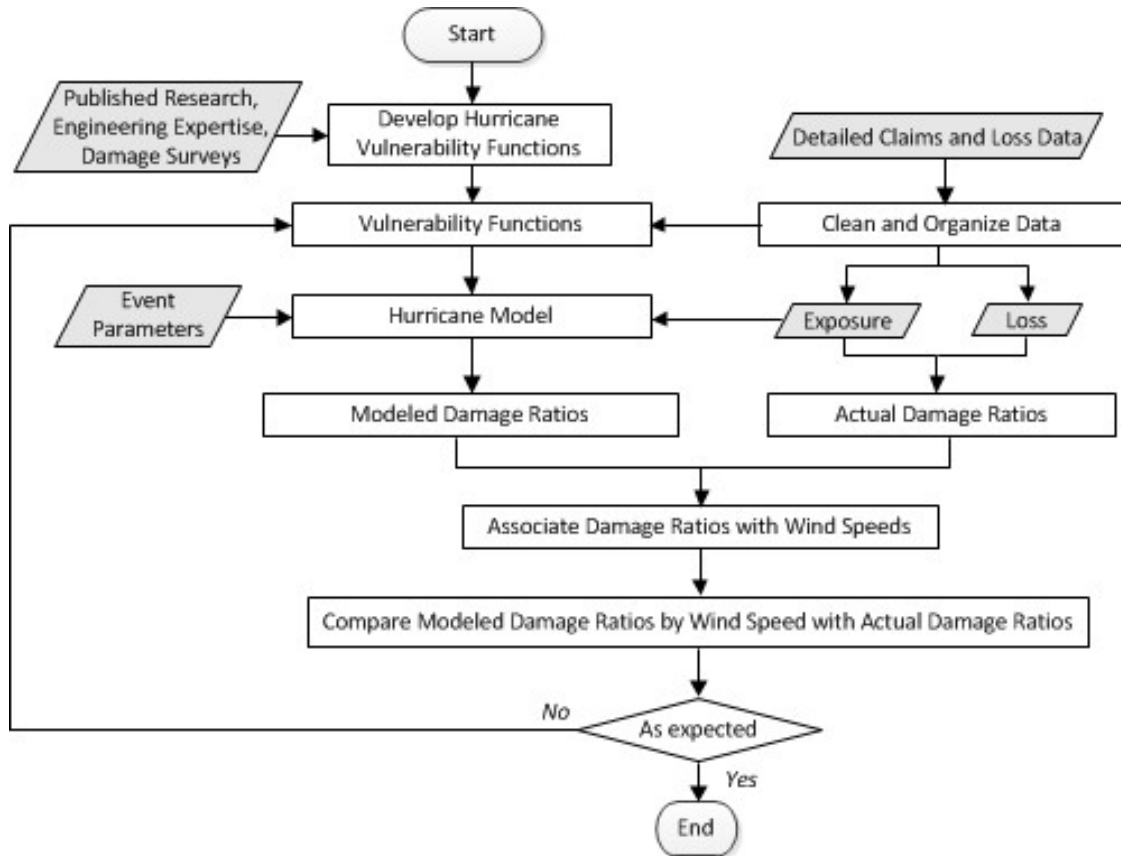 Start
Published Research,
Engineering Expertise,
Damage Surveys
Develop Hurricane
Vulnerability Functions
Detailed Claims and Loss Data
Vulnerability Functions
Clean and Organize Data
Event
Parameters
Hurricane Model
Exposure
Loss
Modeled Damage Ratios
Actual Damage Ratios
Associate Damage Ratios with Wind Speeds
Compare Modeled Damage Ratios by Wind Speed with Actual Damage Ratios
No
As expected
Yes
End